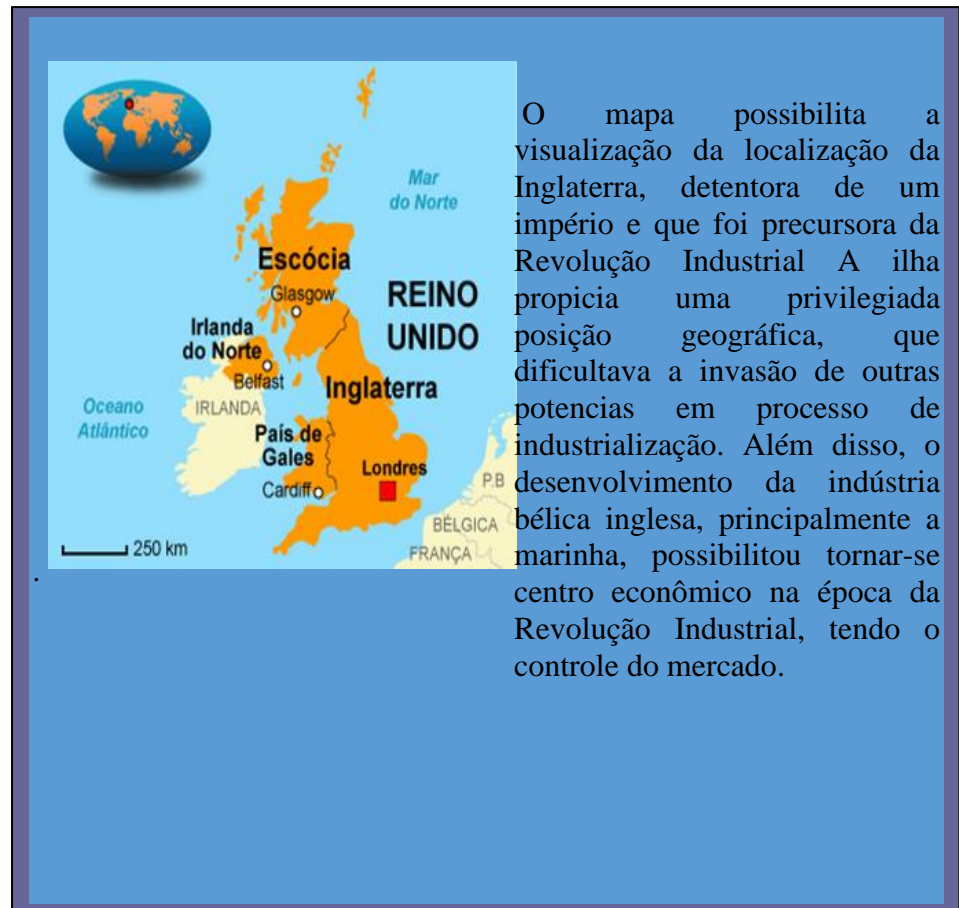 Mar
do Norte
Escócia
Glasgow
REINO
UNIDO
Irlanda
do Norte
Belfast
Inglaterra
Oceano
Atlântico
IRLANDA
País de
Gales
Londres
Cardiff
P.B
BÉLGICA
FRANÇA
250 km
.
O mapa possibilita a
visualização da localização da
Inglaterra, detentora de um
império e que foi precursora da
Revolução Industrial A ilha
propicia uma privilegiada
posição geográfica, que
dificultava a invasão de outras
potencias em processo de
industrialização. Além disso, o
desenvolvimento da indústria
bélica inglesa, principalmente a
marinha, possibilitou tornar-se
centro econômico na época da
Revolução Industrial, tendo o
controle do mercado.